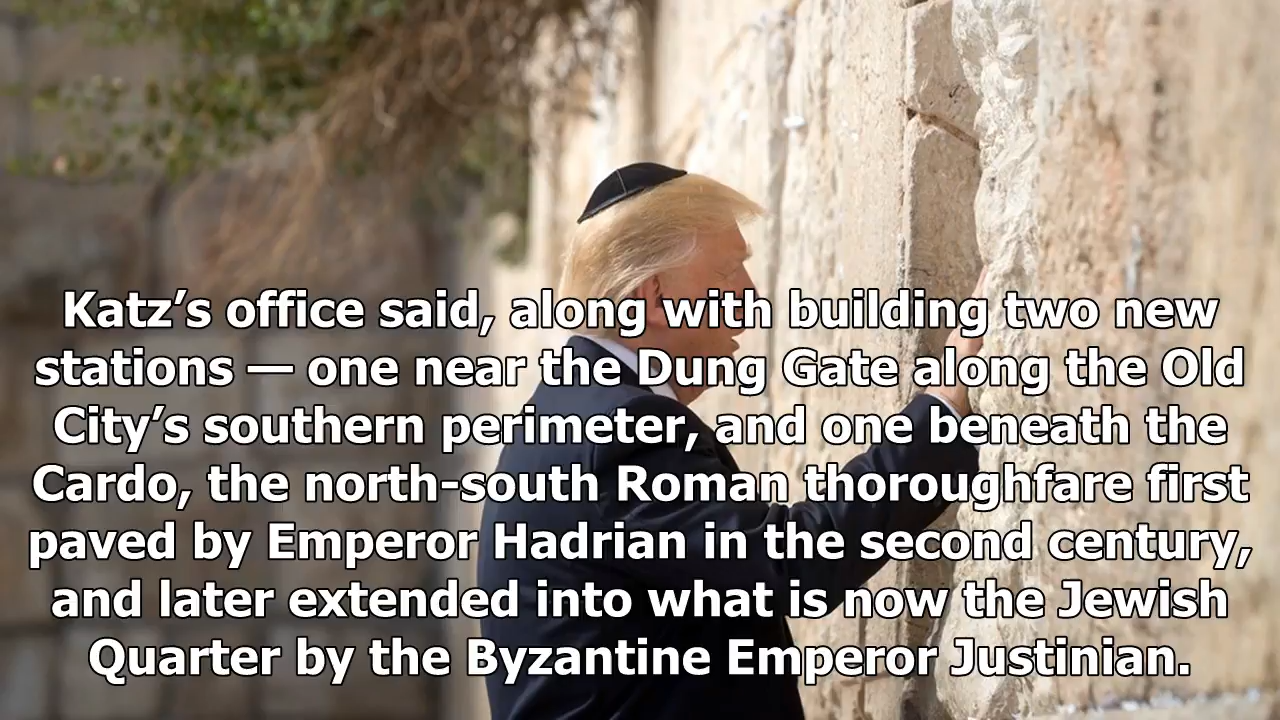 Katz’s office said, along with building two new
stations — one near the Dung Gate along the Old
City’s southern perimeter, and one beneath the
Cardo, the north-south Roman thoroughfare first
paved by Emperor Hadrian in the second century,
and later extended into what is now the Jewish
Quarter by the Byzantine Emperor Justinian.